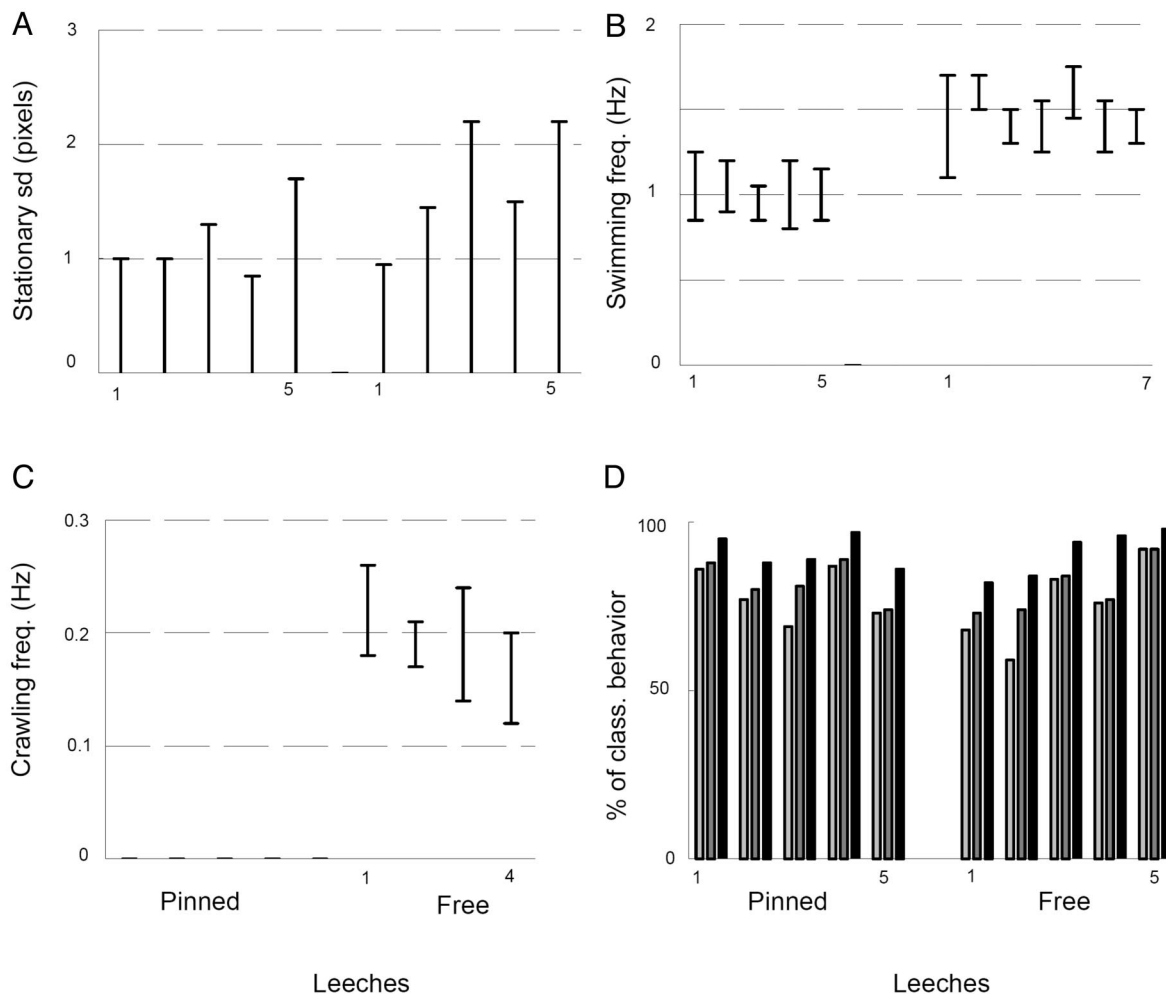 A
Stationary sd (pixels)
3
2
1
0
1 5 1 5
B
Swimming freq. (Hz)
2
1
0
1 5 1 7
C
Crawling freq. (Hz)
0.3
0.2
0.1
0
1 4
Pinned Free
Leeches
D
% of class. behavior
100
50
0
1 5 1 5
Pinned Free
Leeches